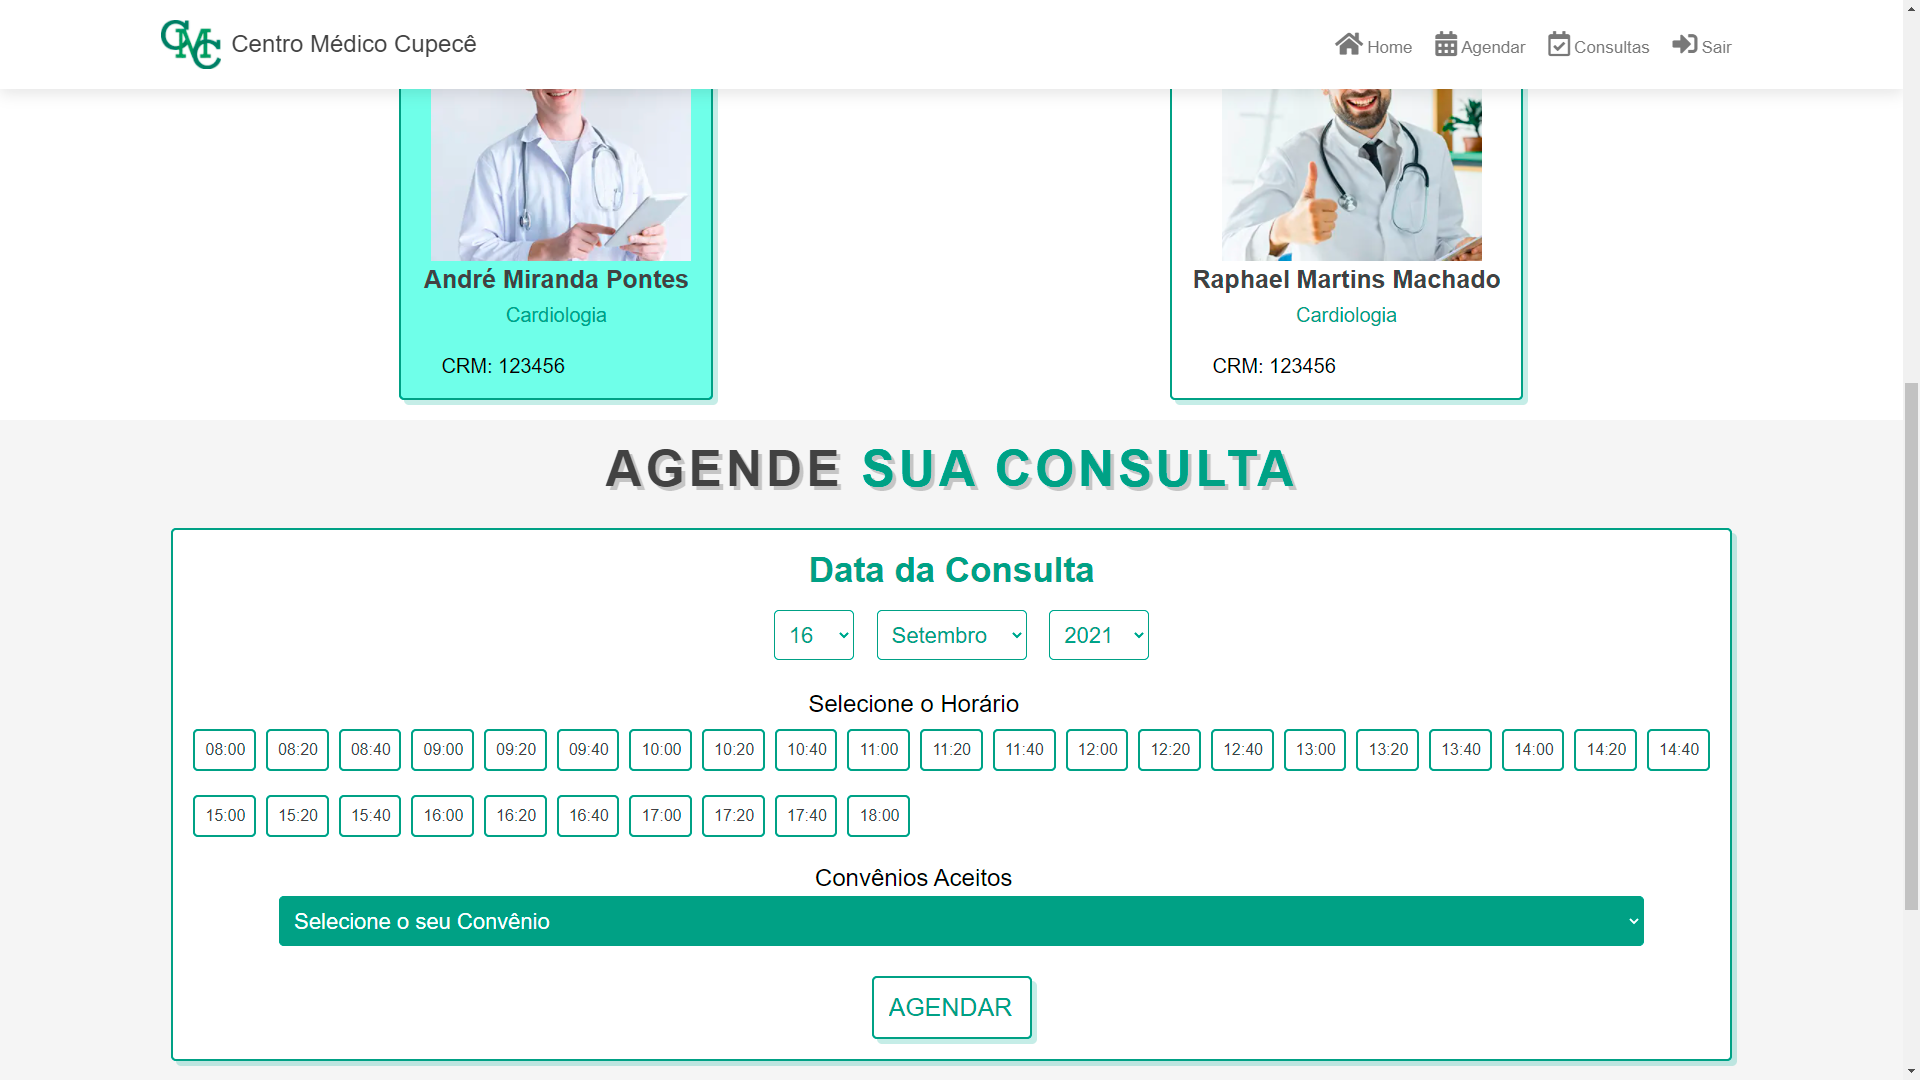 CMC Centro Médico Cupecê
Home Agendar Consultas Sair
André Miranda Pontes
Cardiologia
CRM: 123456
Raphael Martins Machado
Cardiologia
CRM: 123456
AGENDE SUA CONSULTA
Data da Consulta
16 Setembro 2021
Selecione o Horário
08:00 08:20 08:40 09:00 09:20 09:40 10:00 10:20 10:40 11:00 11:20 11:40 12:00 12:20 12:40 13:00 13:20 13:40 14:00 14:20 14:40
15:00 15:20 15:40 16:00 16:20 16:40 17:00 17:20 17:40 18:00
Convênios Aceitos
Selecione o seu Convênio
AGENDAR